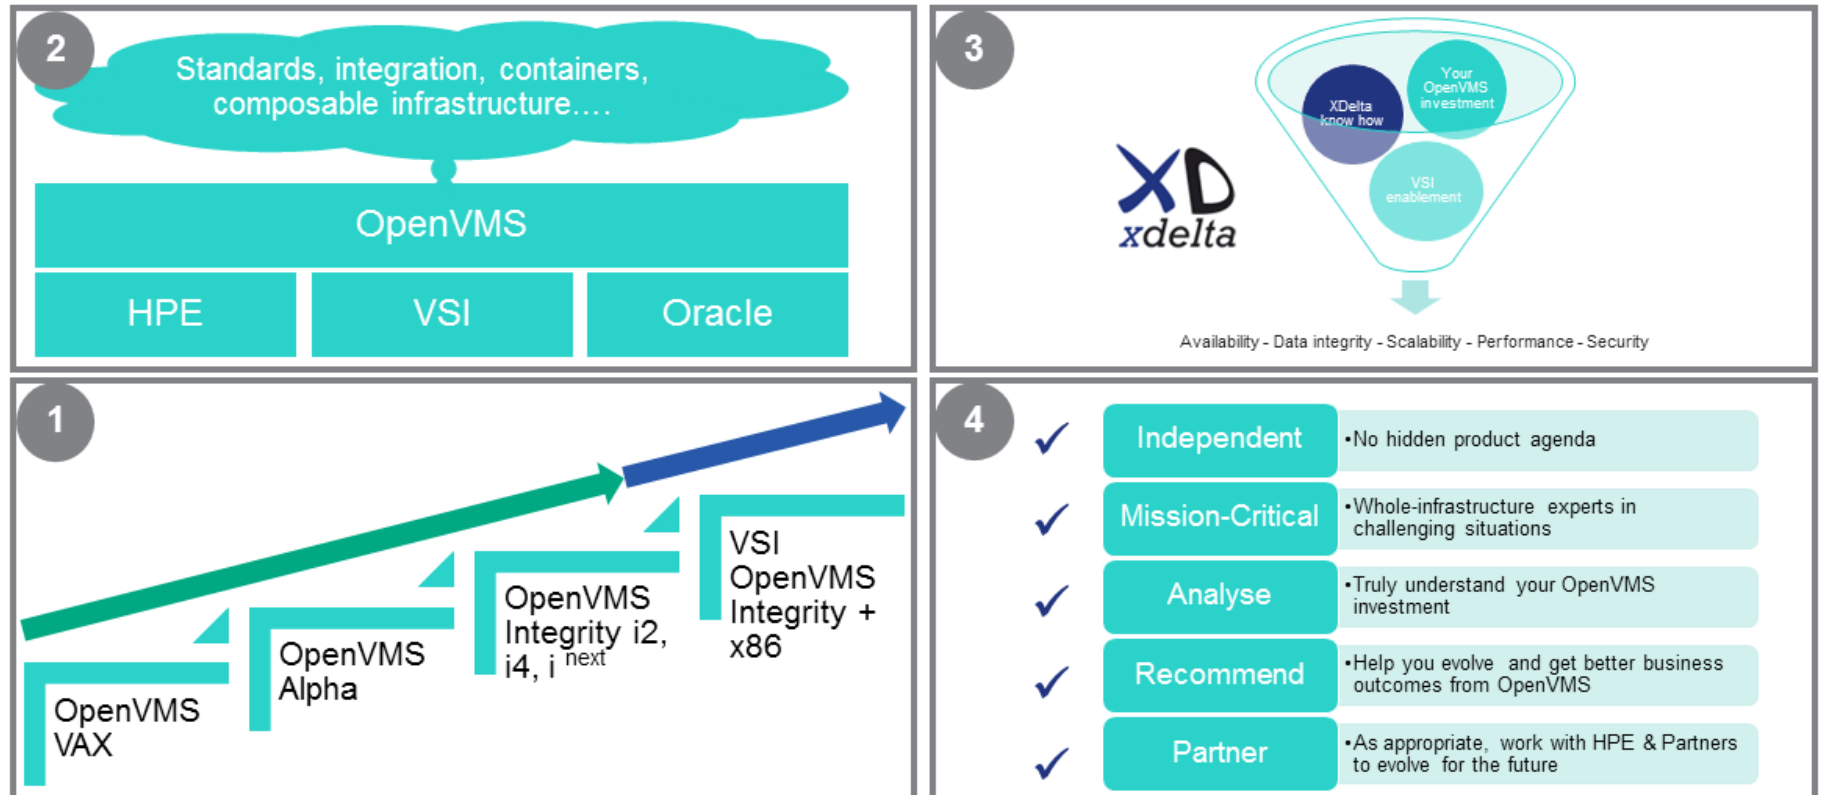 2
Standards, integration, containers,
composable infrastructure....
OpenVMS
HPE
VSI
Oracle
3
XDelta
know how
Your
OpenVMS
investment
VSI
enablement
XD
xdelta
Availability - Data integrity - Scalability - Performance - Security
1
OpenVMS
VAX
OpenVMS
Alpha
OpenVMS
Integrity i2,
i4, i next
VSI
OpenVMS
Integrity +
x86
4
Independent
•No hidden product agenda
Mission-Critical
•Whole-infrastructure experts in
challenging situations
Analyse
•Truly understand your OpenVMS
investment
Recommend
•Help you evolve and get better business
outcomes from OpenVMS
Partner
•As appropriate, work with HPE & Partners
to evolve for the future